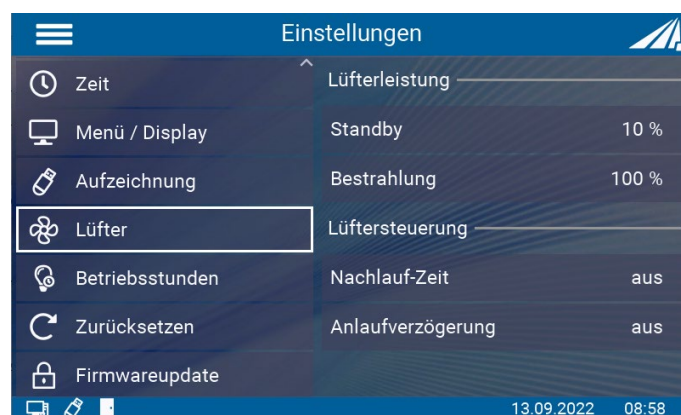 Einstellungen
Zeit
Menü / Display
Aufzeichnung
Lüfter
Betriebsstunden
Zurücksetzen
Firmwareupdate
Lüfterleistung
Standby 10 %
Bestrahlung 100 %
Lüftersteuerung
Nachlauf-Zeit aus
Anlaufverzögerung aus
13.09.2022 08:58